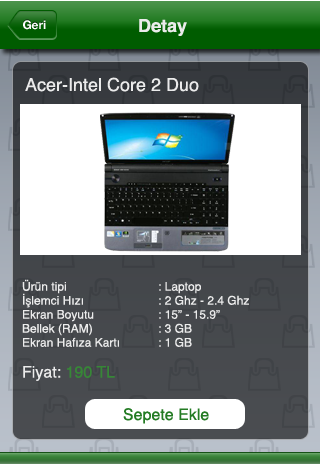 Geri
Detay
Acer-Intel Core 2 Duo
Ürün tipi : Laptop
İşlemci Hızı : 2 Ghz - 2.4 Ghz
Ekran Boyutu : 15” - 15.9”
Bellek (RAM) : 3 GB
Ekran Hafıza Kartı : 1 GB
Fiyat: 190 TL
Sepete Ekle